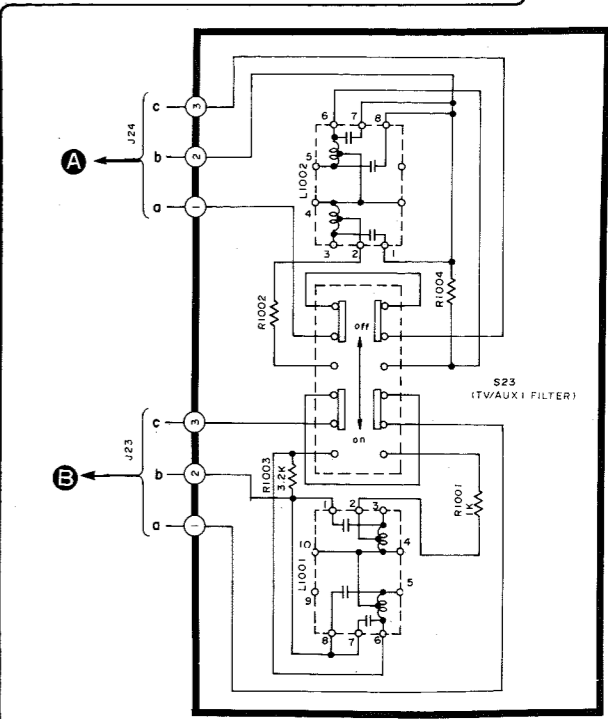 c 3
J24
A b 2
a 1
6 7 8
5
L1002
4
3 2 1
R1002
R1004
off
on
S23
(TV/AUX1 FILTER)
c 3
J23
B b 2
a 1
R1003
3.2K
R1001
1K
1 2 3
10 4
L1001
9 5
8 7 6